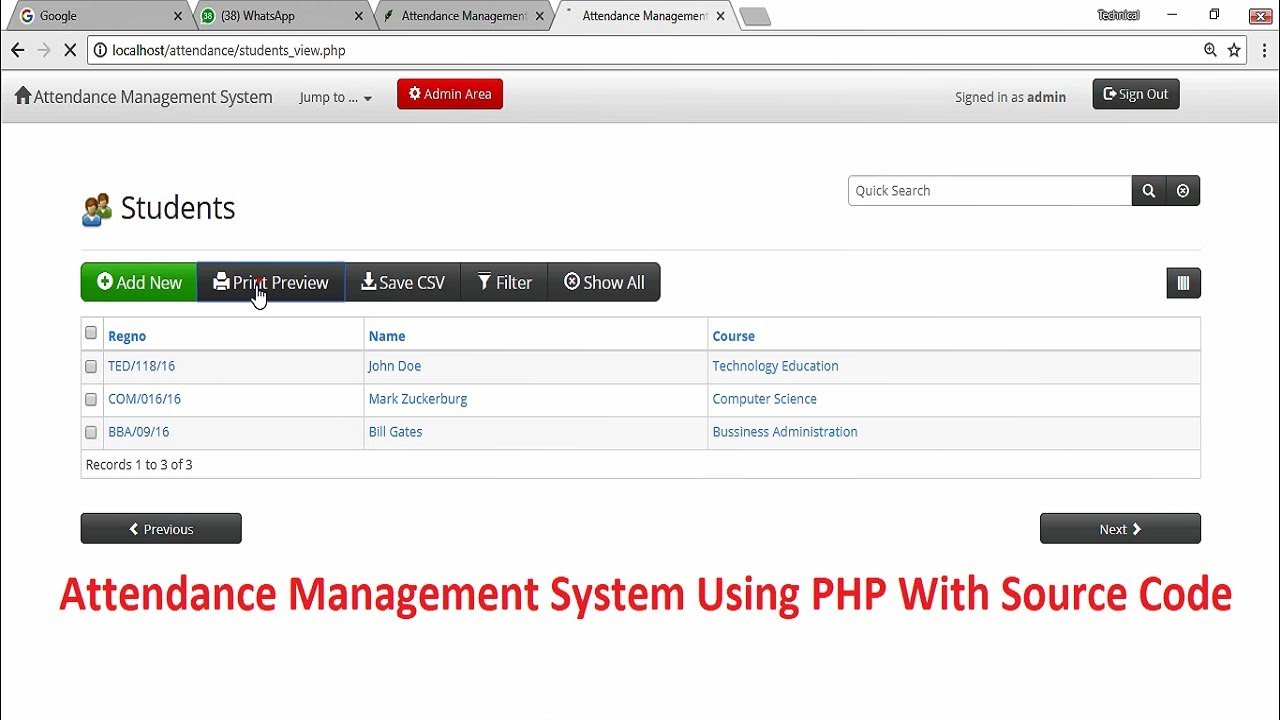 Google
(38) WhatsApp
Attendance Management
Attendance Management
Technical
localhost/attendance/students_view.php
Attendance Management System Jump to ... Admin Area Signed in as admin Sign Out
Students
Quick Search
Add New Print Preview Save CSV Filter Show All
Regno Name Course
TED/118/16 John Doe Technology Education
COM/016/16 Mark Zuckerburg Computer Science
BBA/09/16 Bill Gates Bussiness Administration
Records 1 to 3 of 3
Previous Next
Attendance Management System Using PHP With Source Code